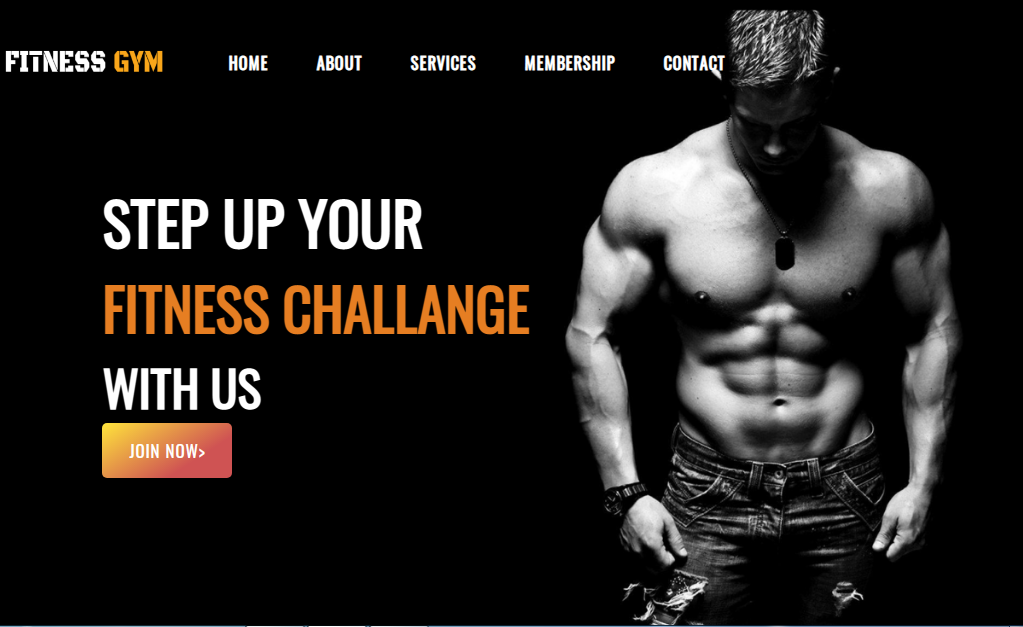 FITNESS GYM HOME ABOUT SERVICES MEMBERSHIP CONTACT
STEP UP YOUR
FITNESS CHALLANGE
WITH US
JOIN NOW>